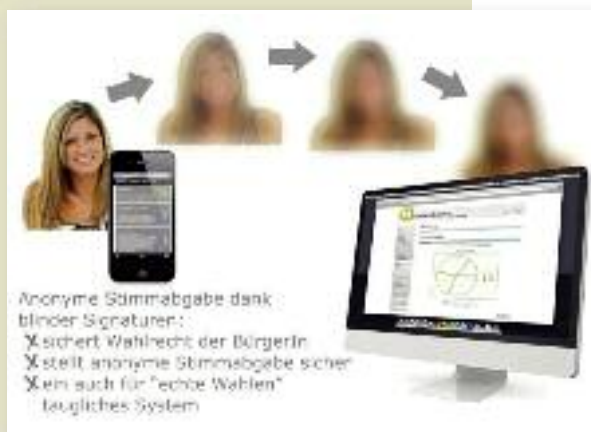 Anonyme Stimmabgabe dank
blinder Signaturen:
sichert Wahlrecht der BürgerIn
stellt anonyme Stimmabgabe sicher
ein auch für "echte Wahlen"
taugliches System